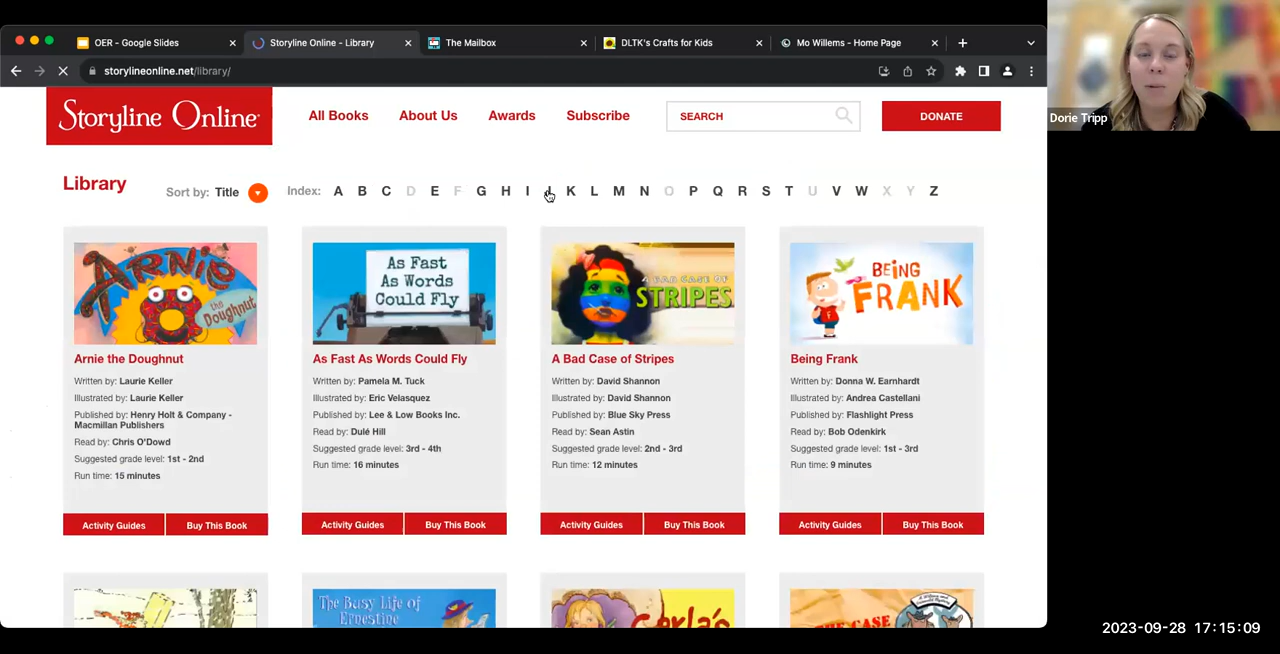 OER - Google Slides
Storyline Online - Library
The Mailbox
DLTK's Crafts for Kids
Mo Willems - Home Page
storylineonline.net/library/
Dorie Tripp
Storyline Online
All Books About Us Awards Subscribe SEARCH DONATE
Library
Sort by: Title
Index: A B C D E F G H I J K L M N O P Q R S T U V W X Y Z
ARNiE
the Doughnut
Arnie the Doughnut
Written by: Laurie Keller
Illustrated by: Laurie Keller
Published by: Henry Holt & Company -
Macmillan Publishers
Read by: Chris O'Dowd
Suggested grade level: 1st - 2nd
Run time: 15 minutes
Activity Guides Buy This Book
As Fast
As Words
Could Fly
As Fast As Words Could Fly
Written by: Pamela M. Tuck
Illustrated by: Eric Velasquez
Published by: Lee & Low Books Inc.
Read by: Dulé Hill
Suggested grade level: 3rd - 4th
Run time: 16 minutes
Activity Guides Buy This Book
A BAD CASE OF
STRIPES
A Bad Case of Stripes
Written by: David Shannon
Illustrated by: David Shannon
Published by: Blue Sky Press
Read by: Sean Astin
Suggested grade level: 2nd - 3rd
Run time: 12 minutes
Activity Guides Buy This Book
BEiNG
FRANK
Being Frank
Written by: Donna W. Earnhardt
Illustrated by: Andrea Castellani
Published by: Flashlight Press
Read by: Bob Odenkirk
Suggested grade level: 1st - 3rd
Run time: 9 minutes
Activity Guides Buy This Book
The Busy Life of
Ernestine
Carla's
THE CASE
2023-09-28 17:15:09